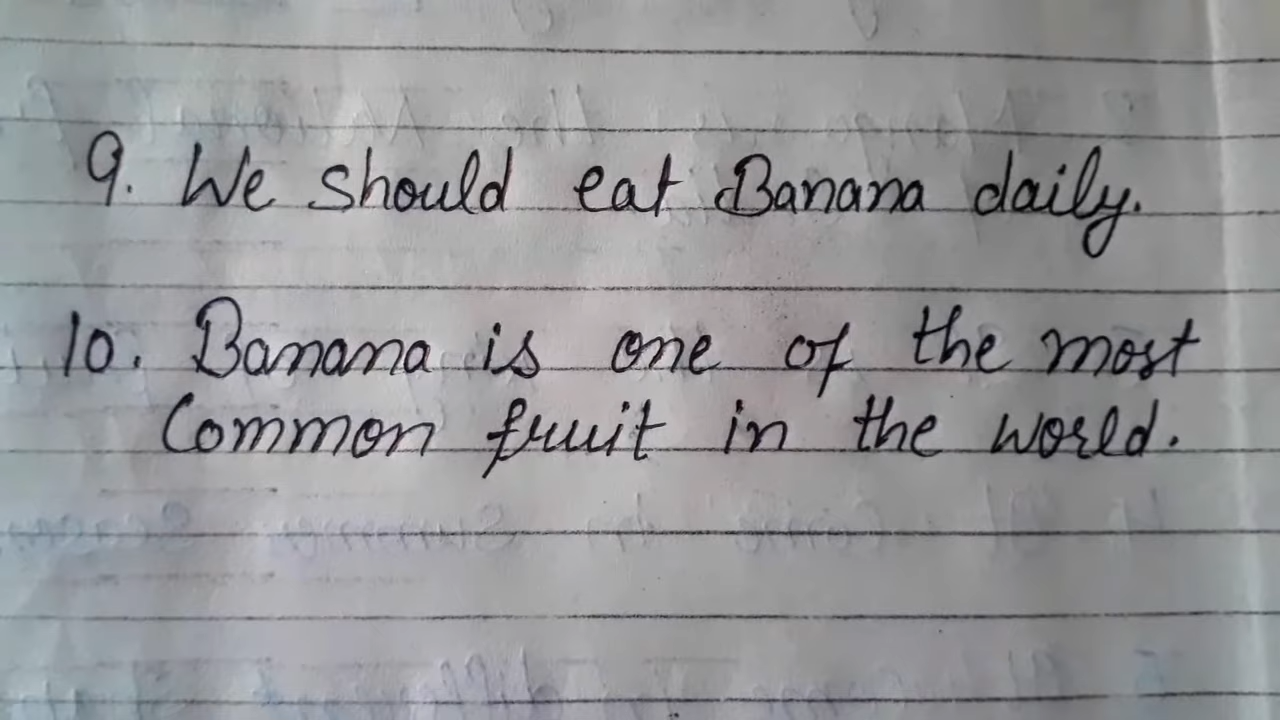 9. We should eat Banana daily.
10. Banana is one of the most
Common fruit in the world.